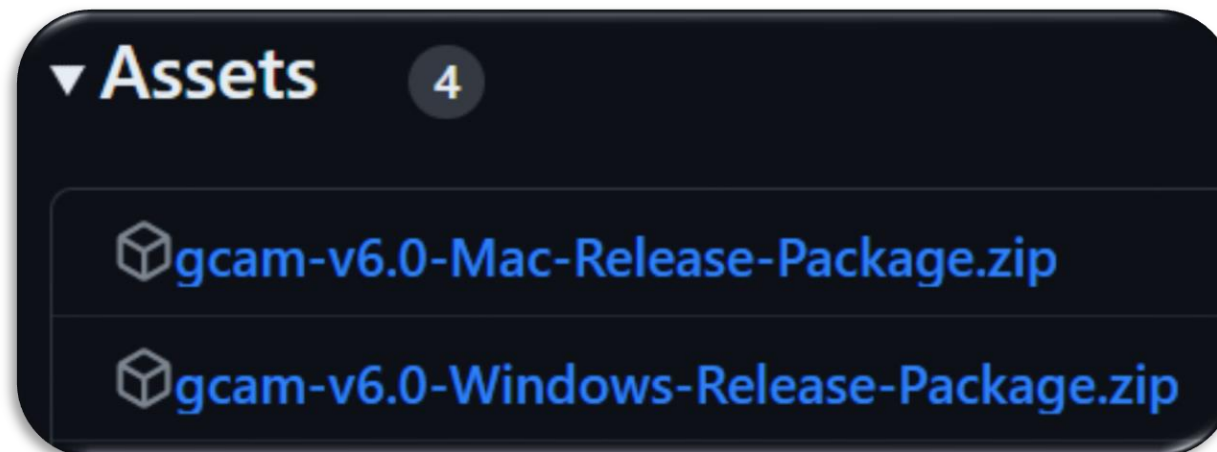 Assets 4
gcam-v6.0-Mac-Release-Package.zip
gcam-v6.0-Windows-Release-Package.zip